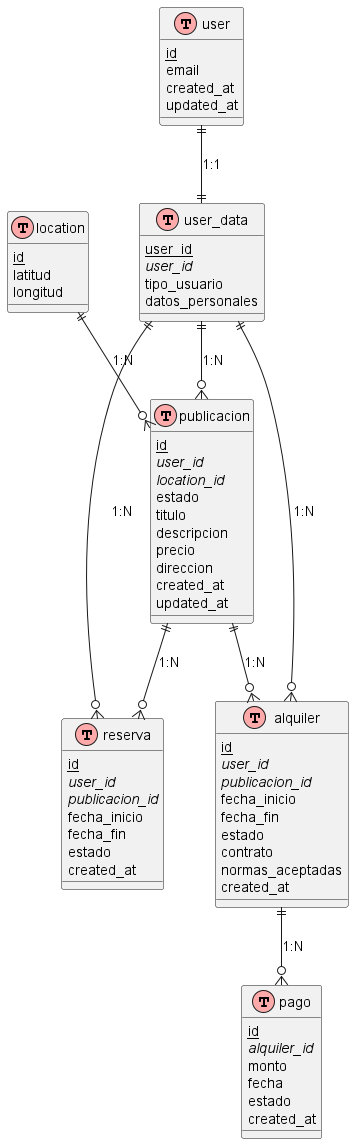 T user
id
email
created_at
updated_at
1:1
T location
id
latitud
longitud
T user_data
user_id
user_id
tipo_usuario
datos_personales
1:N
1:N
T publicacion
id
user_id
location_id
estado
titulo
descripcion
precio
direccion
created_at
updated_at
1:N
1:N
1:N
1:N
T reserva
id
user_id
publicacion_id
fecha_inicio
fecha_fin
estado
created_at
T alquiler
id
user_id
publicacion_id
fecha_inicio
fecha_fin
estado
contrato
normas_aceptadas
created_at
1:N
T pago
id
alquiler_id
monto
fecha
estado
created_at